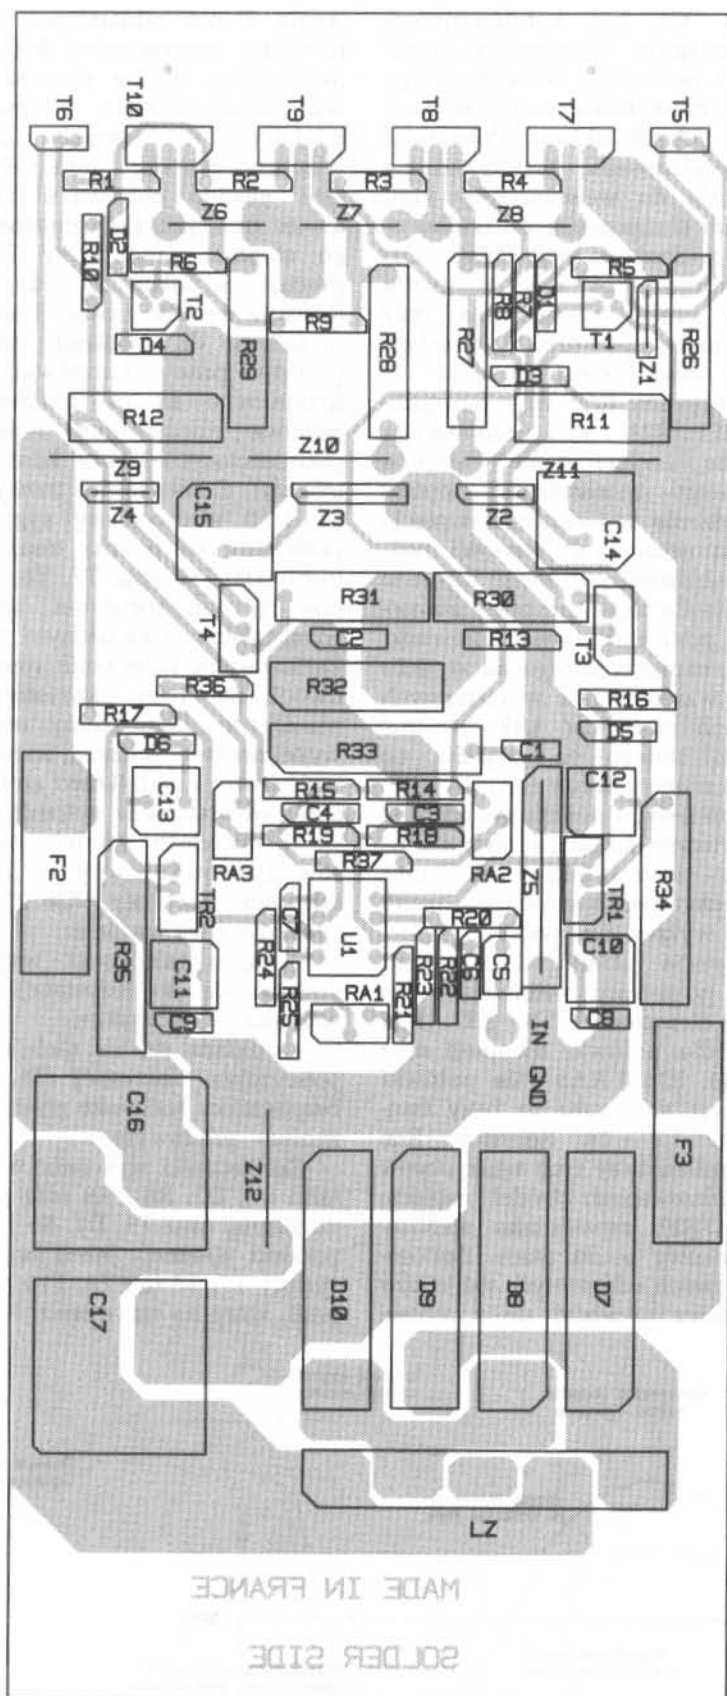 T6
T10
T9
T8
T7
T5
R1
R2
R3
R4
Z6
Z7
Z8
R10
D2
R6
R8
R7
D1
R5
T2
R9
T1
D4
R29
R28
R27
D3
Z1
R26
R12
R11
Z9
Z10
Z11
Z4
C15
Z3
Z2
C14
R31
R30
T4
C2
R13
T3
R36
R32
R17
R16
D6
R33
C1
D5
C13
R15
R14
C12
C4
C3
R19
R18
F2
RA3
R37
RA2
Z5
R34
TR2
TR1
C7
R20
R35
R24
U1
C11
R23
R22
C6
C5
C10
RA1
C9
R25
R21
C8
IN GND
C16
F3
Z12
C17
D10
D9
D8
D7
LZ
MADE IN FRANCE
SOLDER SIDE